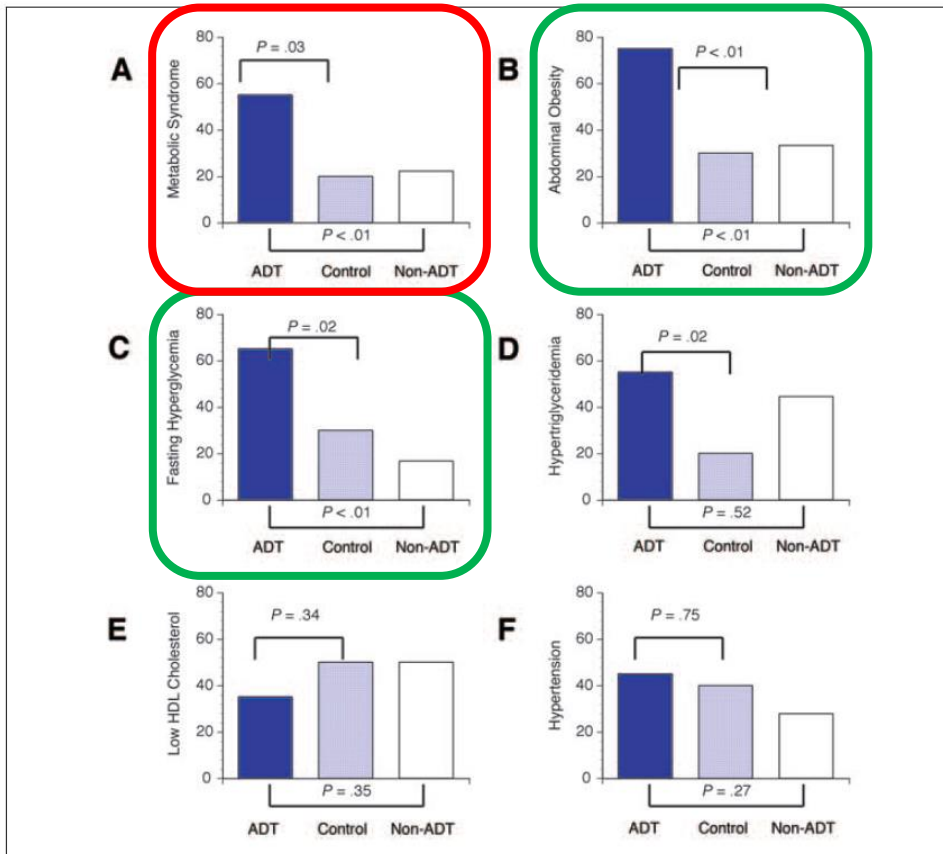 A
Metabolic Syndrome
80
60
40
20
0
P = .03
P < .01
ADT Control Non-ADT
B
Abdominal Obesity
80
60
40
20
0
P < .01
P < .01
ADT Control Non-ADT
C
Fasting Hyperglycemia
80
60
40
20
0
P = .02
P < .01
ADT Control Non-ADT
D
Hypertriglyceridemia
80
60
40
20
0
P = .02
P = .52
ADT Control Non-ADT
E
Low HDL Cholesterol
80
60
40
20
0
P = .34
P = .35
ADT Control Non-ADT
F
Hypertension
80
60
40
20
0
P = .75
P = .27
ADT Control Non-ADT